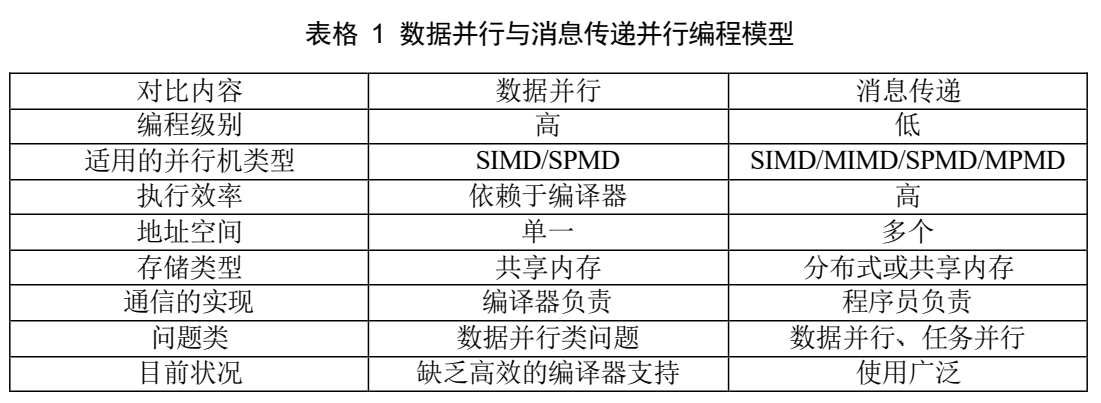 表格 1 数据并行与消息传递并行编程模型
对比内容 数据并行 消息传递
编程级别 高 低
适用的并行机类型 SIMD/SPMD SIMD/MIMD/SPMD/MPMD
执行效率 依赖于编译器 高
地址空间 单一 多个
存储类型 共享内存 分布式或共享内存
通信的实现 编译器负责 程序员负责
问题类 数据并行类问题 数据并行、任务并行
目前状况 缺乏高效的编译器支持 使用广泛